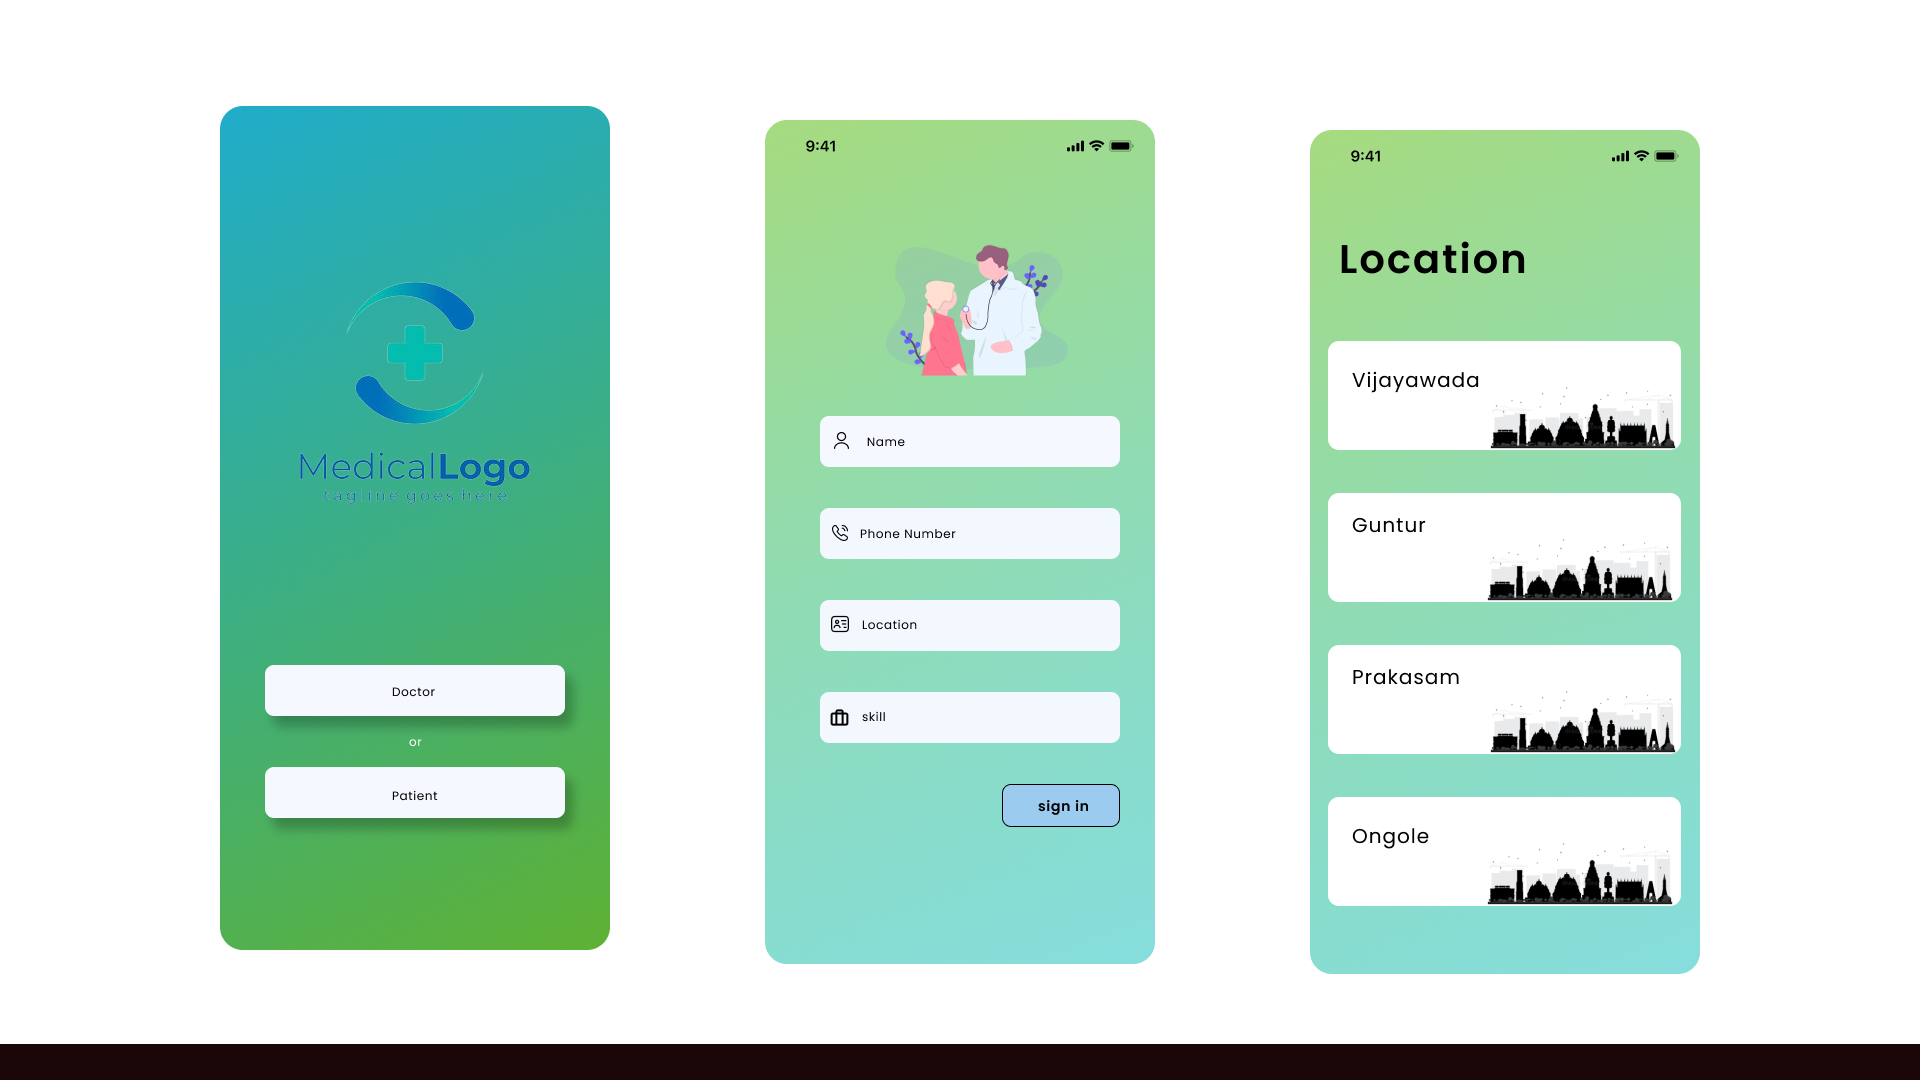 MedicalLogo
tagline goes here
Doctor
or
Patient
9:41
Name
Phone Number
Location
skill
sign in
9:41
Location
Vijayawada
Guntur
Prakasam
Ongole